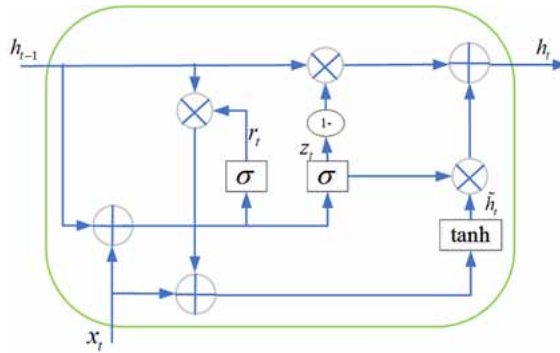 h_{t-1}
h_t
1-
r_t
z_t
σ
σ
h̃_t
tanh
x_t